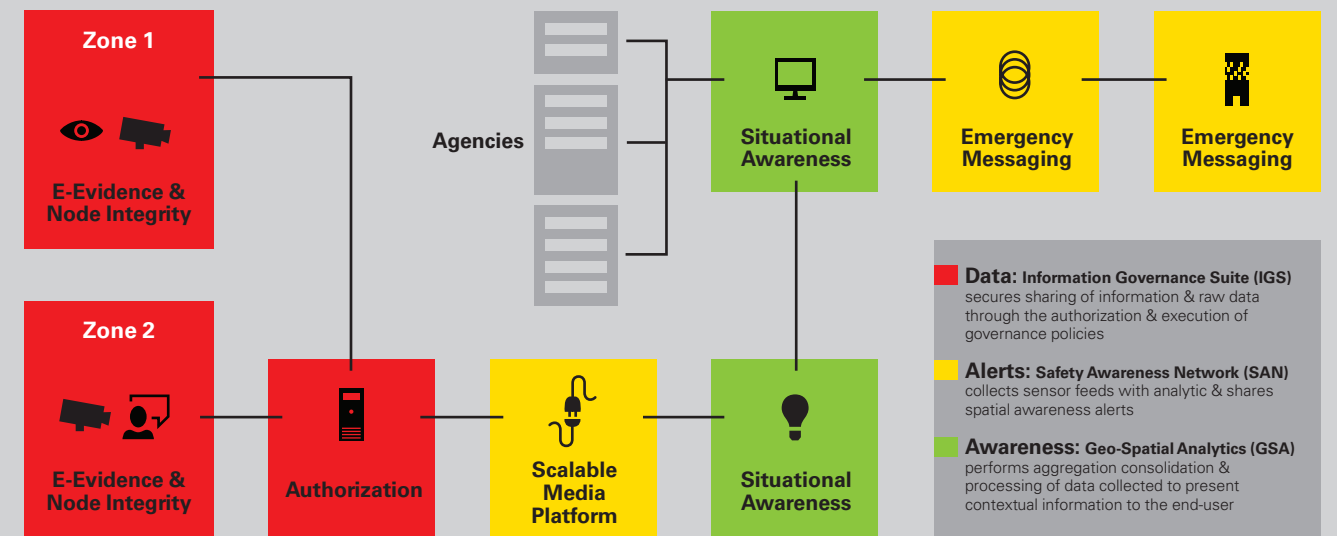 Zone 1
E-Evidence &
Node Integrity
Agencies
Situational
Awareness
Emergency
Messaging
Emergency
Messaging
Zone 2
E-Evidence &
Node Integrity
Authorization
Scalable
Media
Platform
Situational
Awareness
Data: Information Governance Suite (IGS)
secures sharing of information & raw data
through the authorization & execution of
governance policies
Alerts: Safety Awareness Network (SAN)
collects sensor feeds with analytic & shares
spatial awareness alerts
Awareness: Geo-Spatial Analytics (GSA)
performs aggregation consolidation &
processing of data collected to present
contextual information to the end-user